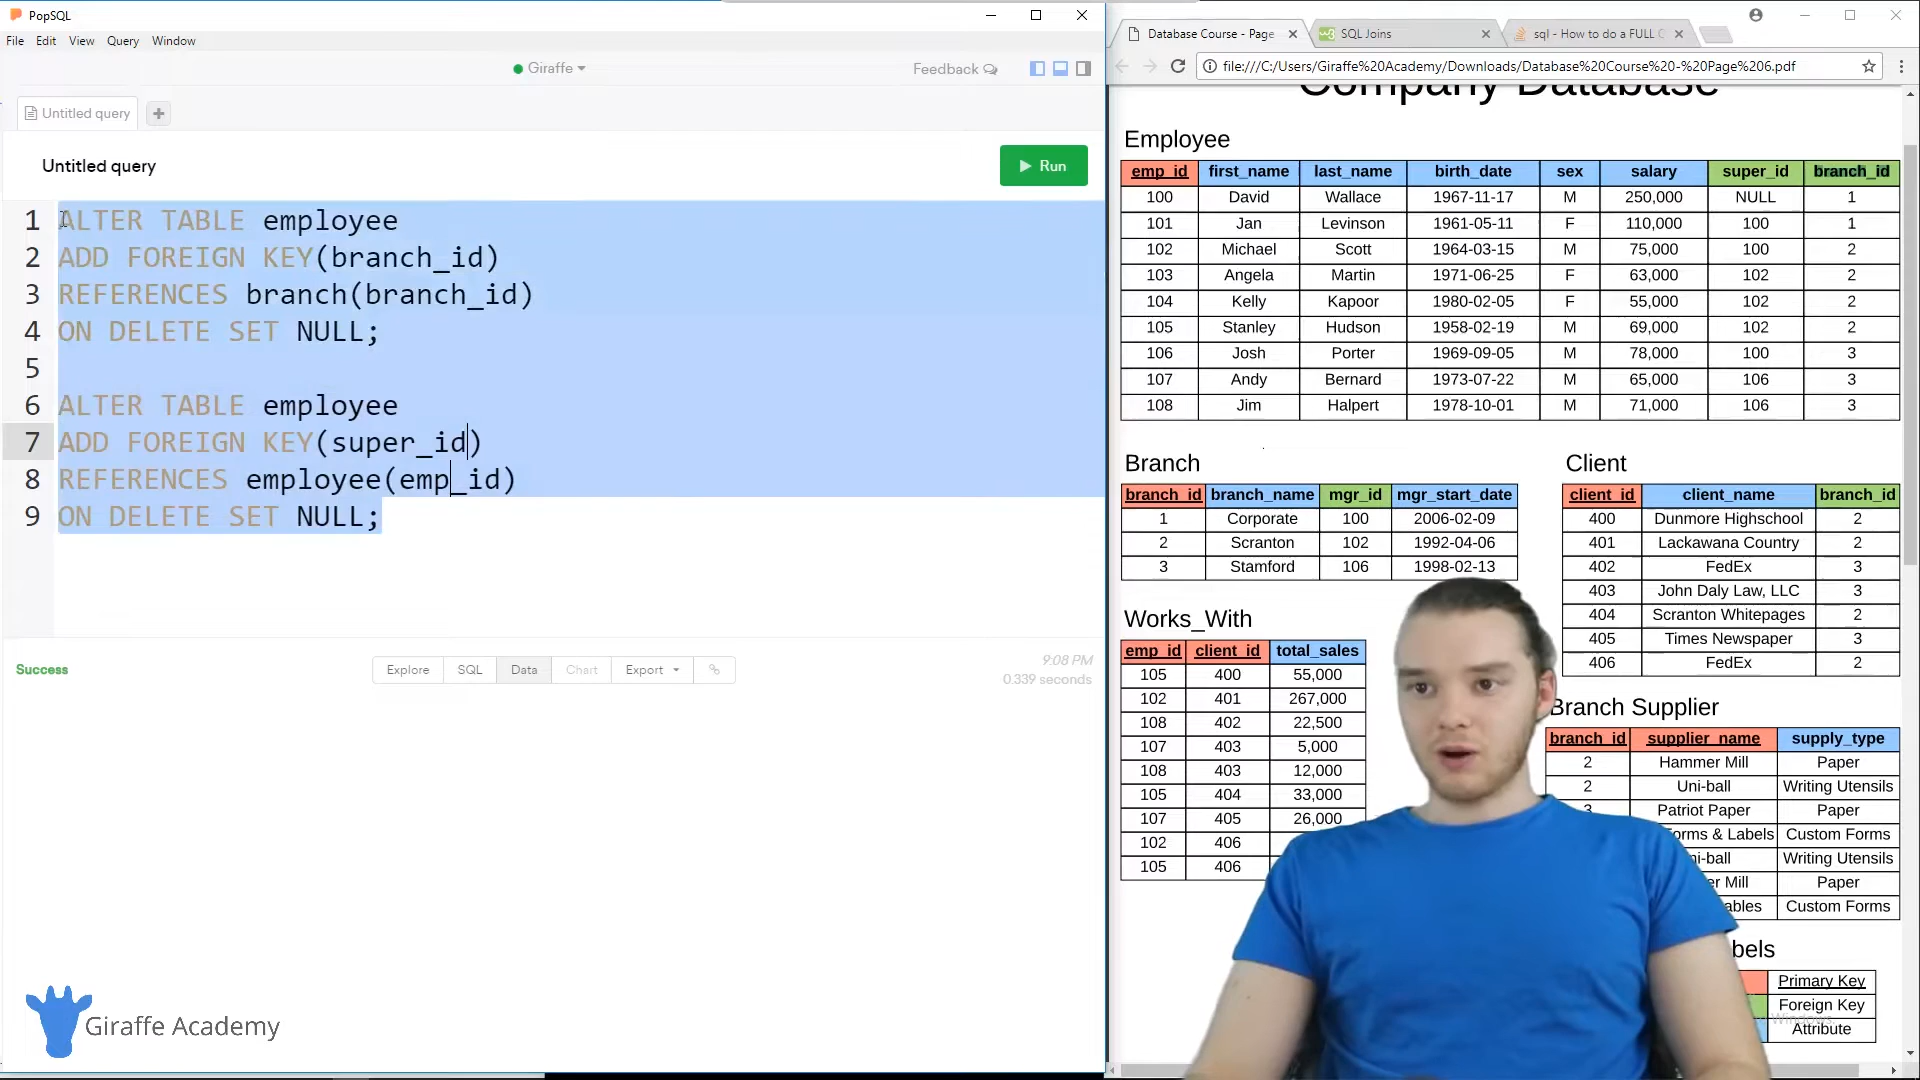 PopSQL
File Edit View Query Window
Giraffe
Feedback
Untitled query
Untitled query
Run
1 ALTER TABLE employee
2 ADD FOREIGN KEY(branch_id)
3 REFERENCES branch(branch_id)
4 ON DELETE SET NULL;
5
6 ALTER TABLE employee
7 ADD FOREIGN KEY(super_id)
8 REFERENCES employee(emp_id)
9 ON DELETE SET NULL;
Success
Explore SQL Data Chart Export
9:08 PM
0.339 seconds
Giraffe Academy
Database Course - Page
SQL Joins
sql - How to do a FULL
file:///C:/Users/Giraffe%20Academy/Downloads/Database%20Course%20-%20Page%206.pdf
Company Database
Employee
emp_id first_name last_name birth_date sex salary super_id branch_id
100 David Wallace 1967-11-17 M 250,000 NULL 1
101 Jan Levinson 1961-05-11 F 110,000 100 1
102 Michael Scott 1964-03-15 M 75,000 100 2
103 Angela Martin 1971-06-25 F 63,000 102 2
104 Kelly Kapoor 1980-02-05 F 55,000 102 2
105 Stanley Hudson 1958-02-19 M 69,000 102 2
106 Josh Porter 1969-09-05 M 78,000 100 3
107 Andy Bernard 1973-07-22 M 65,000 106 3
108 Jim Halpert 1978-10-01 M 71,000 106 3
Branch
branch_id branch_name mgr_id mgr_start_date
1 Corporate 100 2006-02-09
2 Scranton 102 1992-04-06
3 Stamford 106 1998-02-13
Client
client_id client_name branch_id
400 Dunmore Highschool 2
401 Lackawana Country 2
402 FedEx 3
403 John Daly Law, LLC 3
404 Scranton Whitepages 2
405 Times Newspaper 3
406 FedEx 2
Works_With
emp_id client_id total_sales
105 400 55,000
102 401 267,000
108 402 22,500
107 403 5,000
108 403 12,000
105 404 33,000
107 405 26,000
102 406
105 406
Branch Supplier
branch_id supplier_name supply_type
2 Hammer Mill Paper
2 Uni-ball Writing Utensils
3 Patriot Paper Paper
orms & Labels Custom Forms
ni-ball Writing Utensils
er Mill Paper
ables Custom Forms
bels
Primary Key
Foreign Key
Attribute